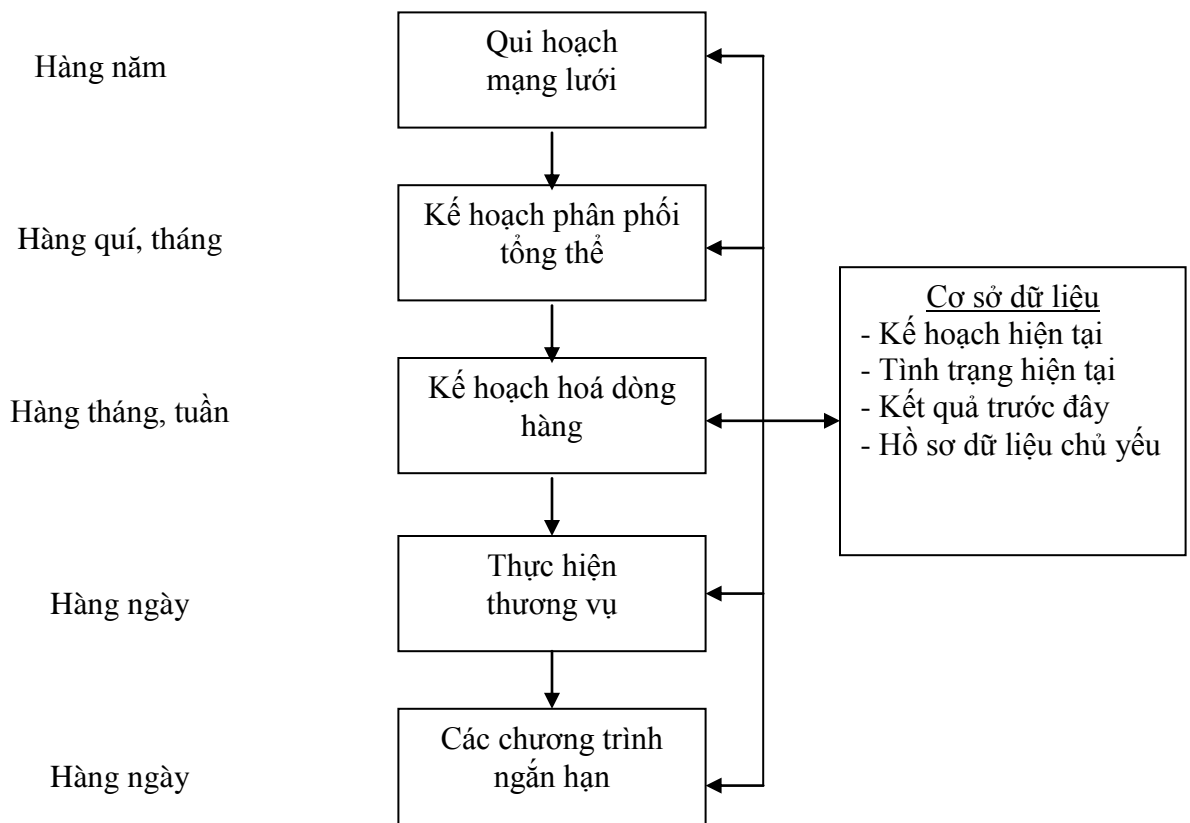 Hàng năm
Qui hoạch
mạng lưới
Hàng quí, tháng
Kế hoạch phân phối
tổng thể
Hàng tháng, tuần
Kế hoạch hoá dòng
hàng
Cơ sở dữ liệu
- Kế hoạch hiện tại
- Tình trạng hiện tại
- Kết quả trước đây
- Hồ sơ dữ liệu chủ yếu
Hàng ngày
Thực hiện
thương vụ
Hàng ngày
Các chương trình
ngắn hạn